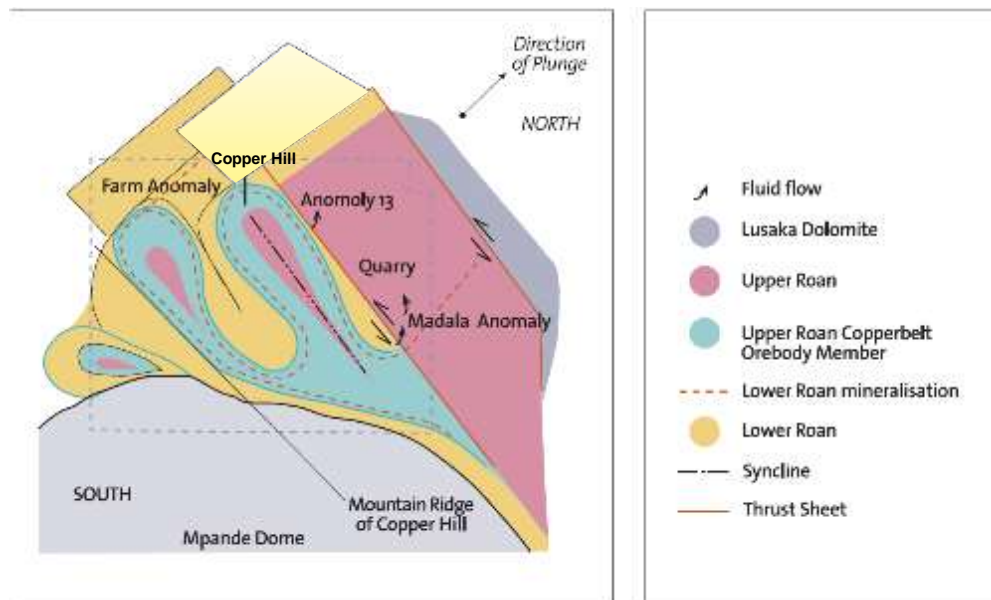 Direction
of Plunge
NORTH
Copper Hill
Farm Anomaly
Anomoly 13
Quarry
Madala Anomaly
SOUTH
Mountain Ridge
of Copper Hill
Mpande Dome
Fluid flow
Lusaka Dolomite
Upper Roan
Upper Roan Copperbelt
Orebody Member
Lower Roan mineralisation
Lower Roan
Syncline
Thrust Sheet